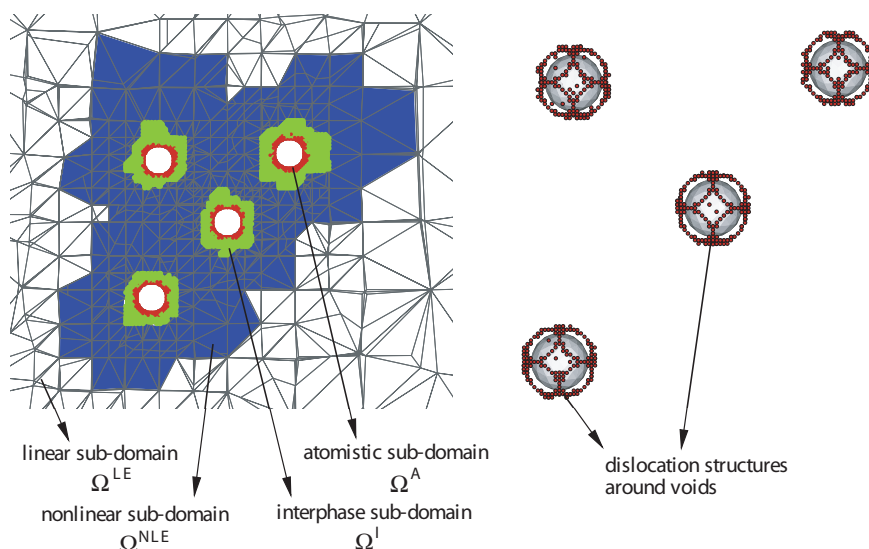 linear sub-domain
Ω^LE
nonlinear sub-domain
Ω^NLE
atomistic sub-domain
Ω^A
interphase sub-domain
Ω^I
dislocation structures
around voids